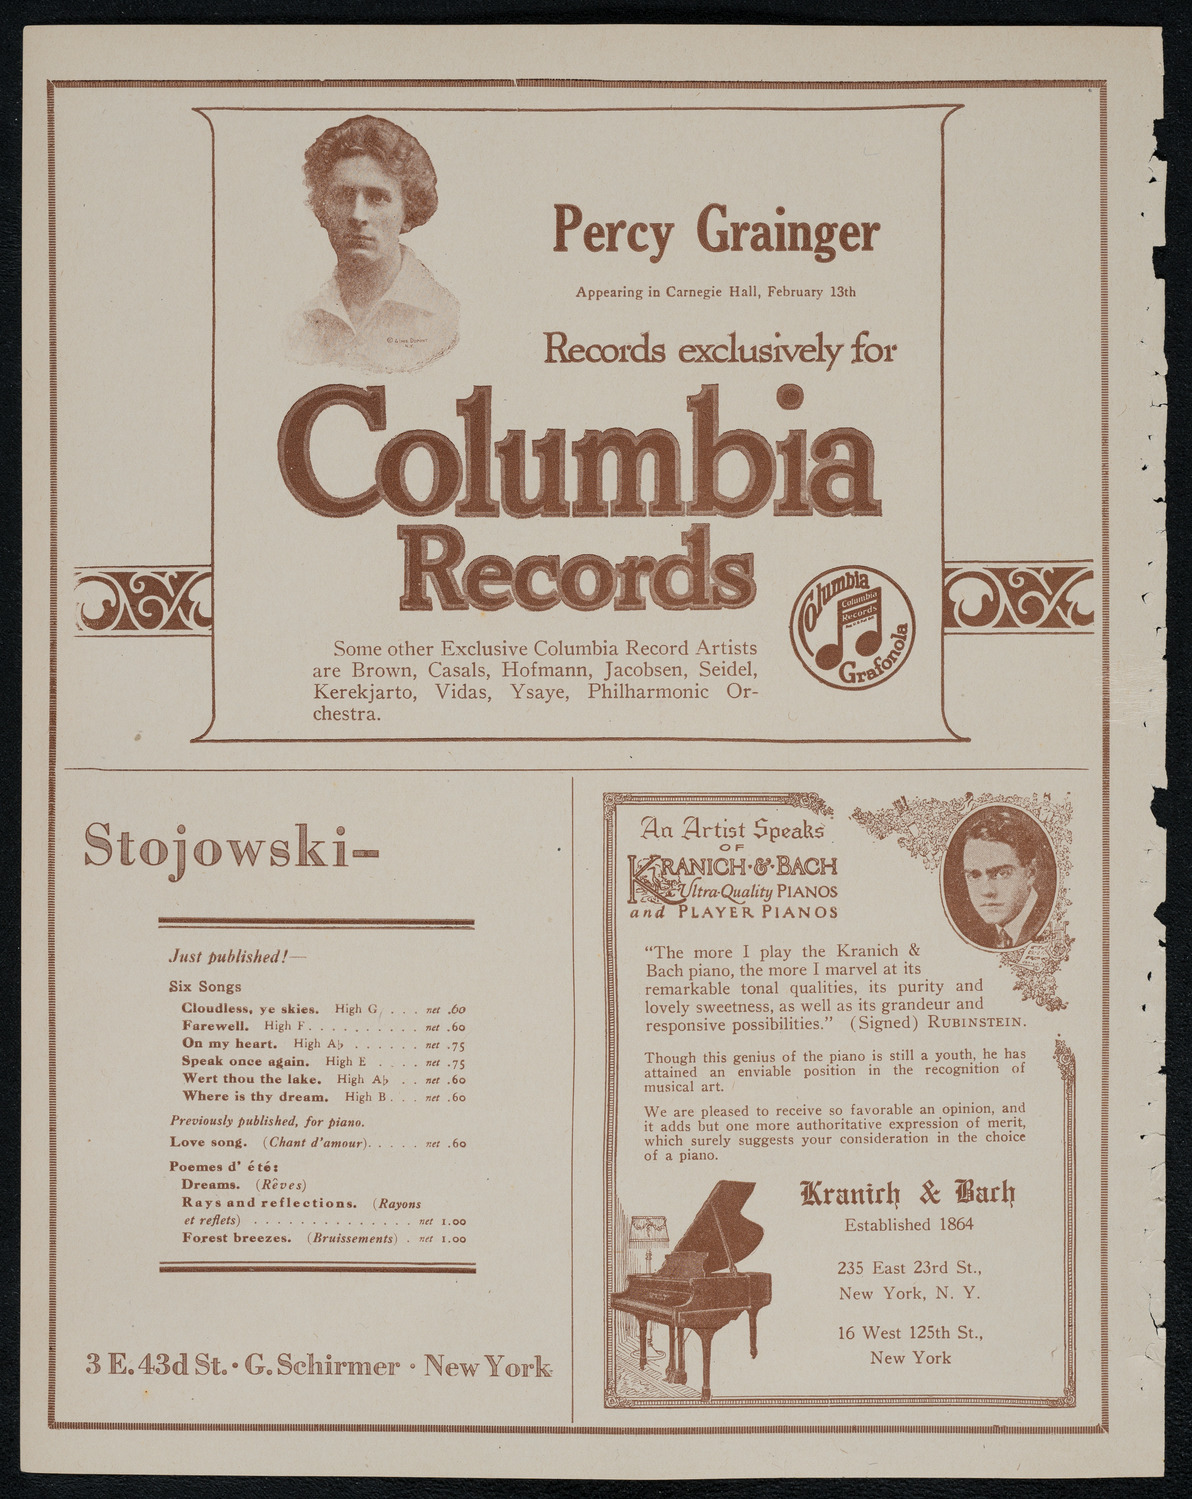 Percy Grainger
Appearing in Carnegie Hall, February 13th
Records exclusively for
Columbia
Records
Columbia
Columbia
Records
Grafonola
Some other Exclusive Columbia Record Artists
are Brown, Casals, Hofmann, Jacobsen, Seidel,
Kerekjarto, Vidas, Ysaye, Philharmonic Or-
chestra.
Stojowski-
Just published!—
Six Songs
Cloudless, ye skies. High G, . . . net .60
Farewell. High F. . . . . . . . . . net .60
On my heart. High A♭ . . . . . . net .75
Speak once again. High E . . . . net .75
Wert thou the lake. High A♭ . . net .60
Where is thy dream. High B . . . net .60
Previously published, for piano.
Love song. (Chant d'amour). . . . . net .60
Poemes d' été:
Dreams. (Rêves)
Rays and reflections. (Rayons
et reflets) . . . . . . . . . . . . . . net 1.00
Forest breezes. (Bruissements) . net 1.00
3 E. 43d St. • G. Schirmer • New York
An Artist Speaks
OF
KRANICH·&·BACH
Ultra-Quality PIANOS
and PLAYER PIANOS
“The more I play the Kranich &
Bach piano, the more I marvel at its
remarkable tonal qualities, its purity and
lovely sweetness, as well as its grandeur and
responsive possibilities.” (Signed) RUBINSTEIN.
Though this genius of the piano is still a youth, he has
attained an enviable position in the recognition of
musical art.
We are pleased to receive so favorable an opinion, and
it adds but one more authoritative expression of merit,
which surely suggests your consideration in the choice
of a piano.
Kranich & Bach
Established 1864
235 East 23rd St.,
New York, N. Y.
16 West 125th St.,
New York